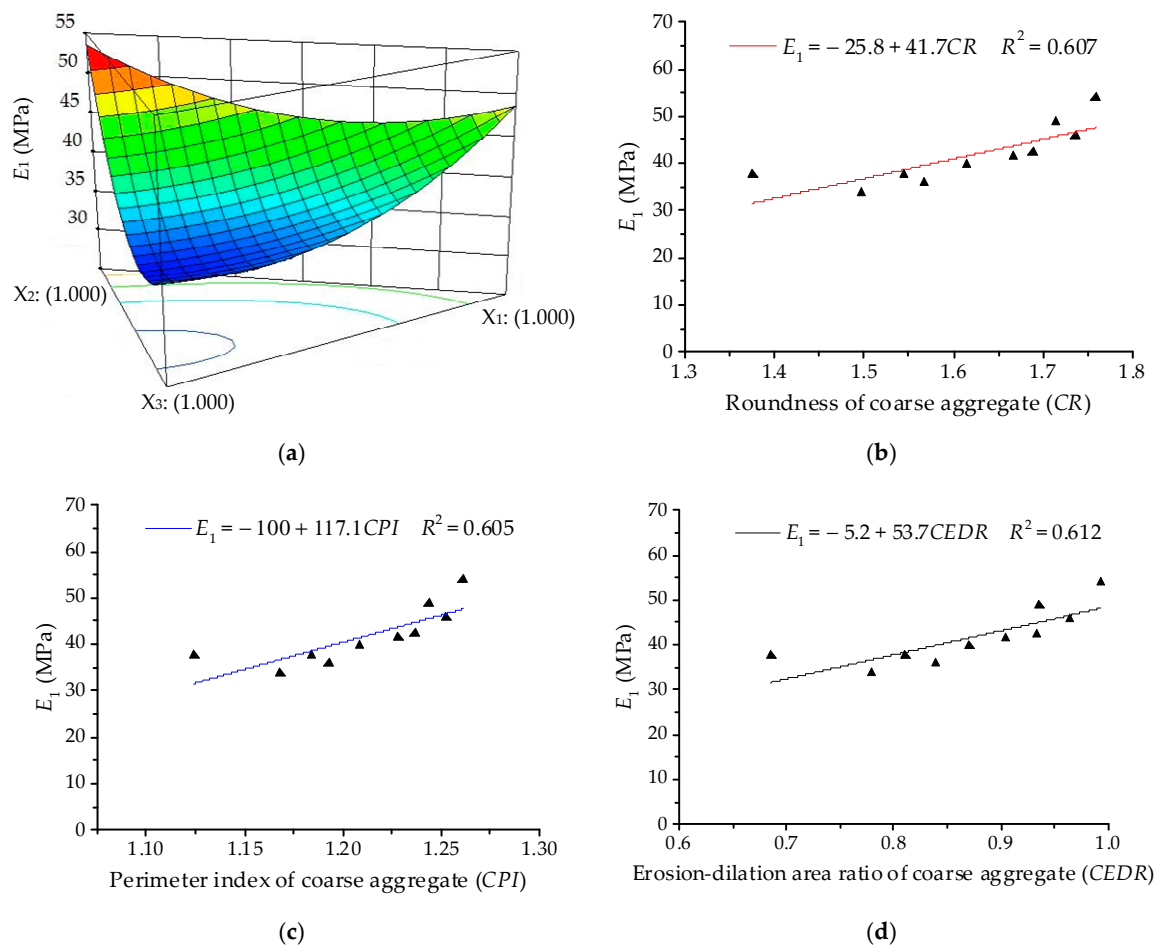 55
50
45
40
35
30
E₁ (MPa)
X₂: (1.000)
X₁: (1.000)
X₃: (1.000)
(a)
E₁ = − 25.8 + 41.7CR R² = 0.607
70
60
50
40
30
20
10
0
E₁ (MPa)
1.3 1.4 1.5 1.6 1.7 1.8
Roundness of coarse aggregate (CR)
(b)
E₁ = − 100 + 117.1CPI R² = 0.605
70
60
50
40
30
20
10
0
E₁ (MPa)
1.10 1.15 1.20 1.25 1.30
Perimeter index of coarse aggregate (CPI)
(c)
E₁ = − 5.2 + 53.7CEDR R² = 0.612
70
60
50
40
30
20
10
0
E₁ (MPa)
0.6 0.7 0.8 0.9 1.0
Erosion-dilation area ratio of coarse aggregate (CEDR)
(d)